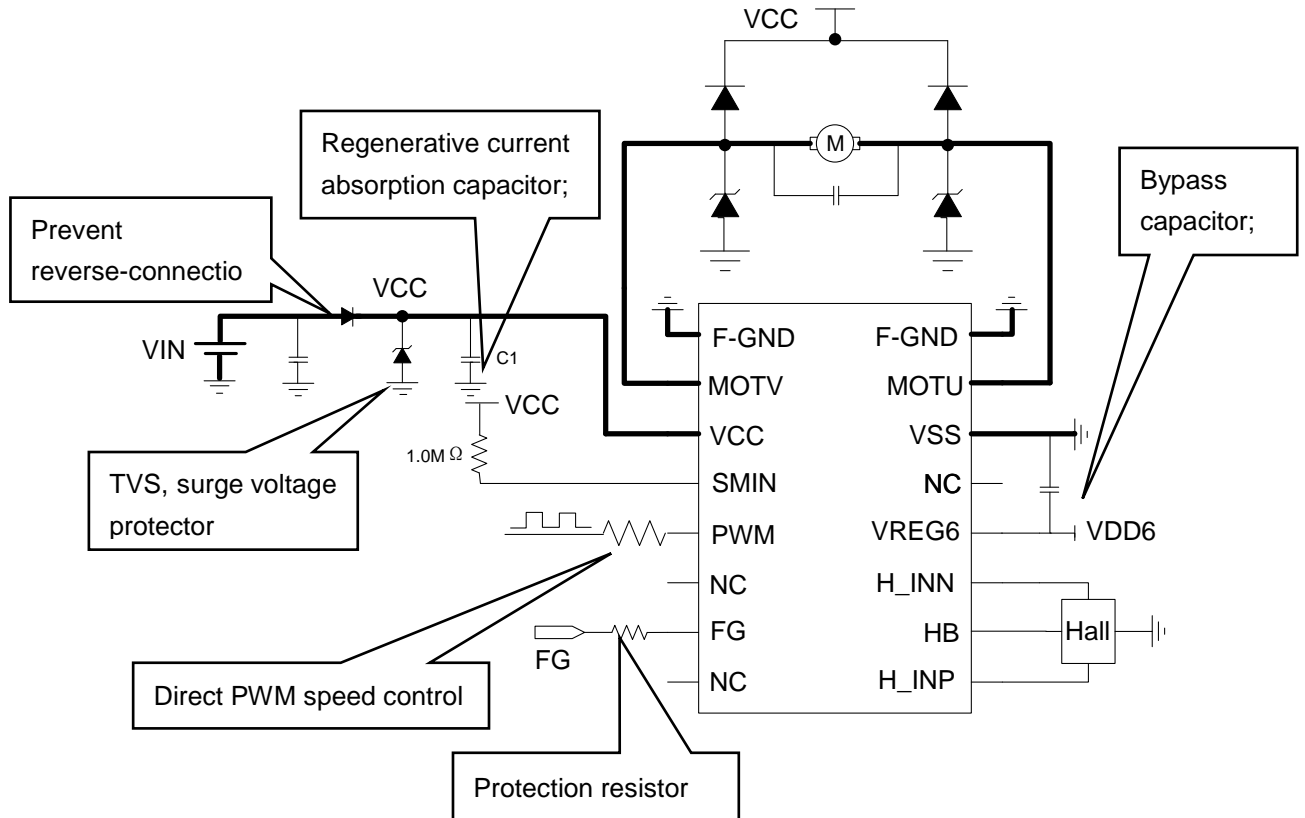 VCC
M
Regenerative current
absorption capacitor;
Bypass
capacitor;
Prevent
reverse-connectio
VCC
VIN
C1
VCC
1.0M Ω
TVS, surge voltage
protector
F-GND
F-GND
MOTV
MOTU
VCC
VSS
SMIN
NC
PWM
VREG6
VDD6
NC
H_INN
FG
FG
HB
Hall
NC
H_INP
Direct PWM speed control
Protection resistor